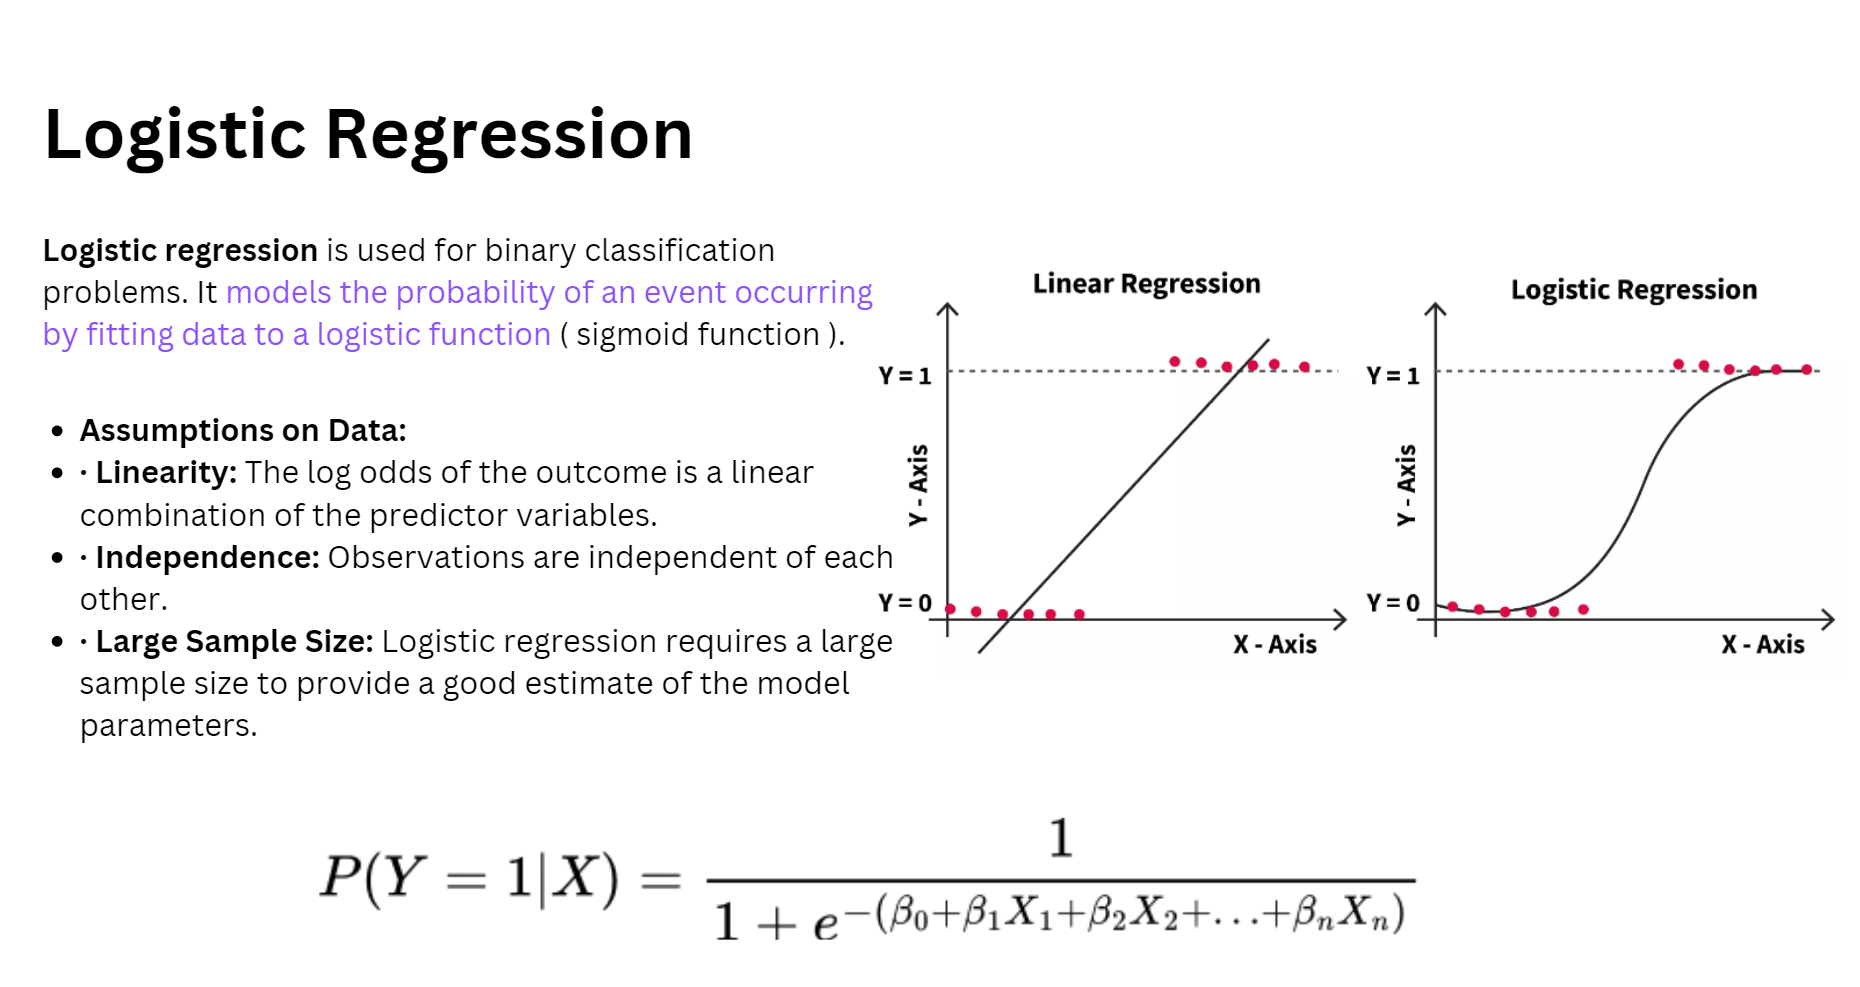 Logistic Regression
Logistic regression is used for binary classification
problems. It models the probability of an event occurring
by fitting data to a logistic function ( sigmoid function ).
• Assumptions on Data:
• · Linearity: The log odds of the outcome is a linear
combination of the predictor variables.
• · Independence: Observations are independent of each
other.
• · Large Sample Size: Logistic regression requires a large
sample size to provide a good estimate of the model
parameters.
Linear Regression
Y = 1
Y - Axis
Y = 0
X - Axis
Logistic Regression
Y = 1
Y - Axis
Y = 0
X - Axis
P(Y = 1|X) = \frac{1}{1 + e^{-(β_0+β_1X_1+β_2X_2+...+β_nX_n)}}